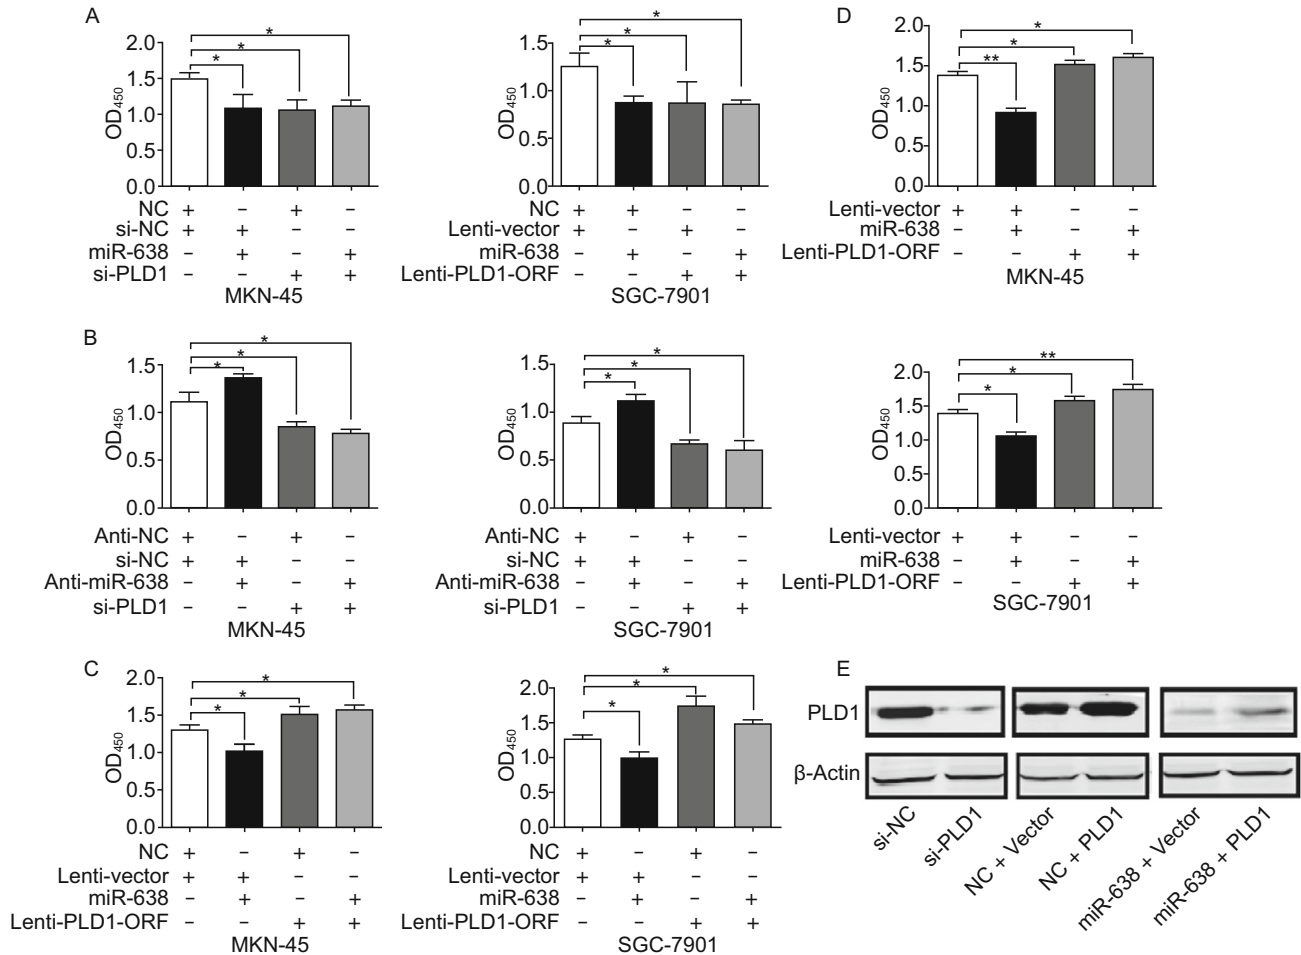 A
OD450
2.0
1.5
1.0
0.5
0.0
* * *
NC + − + −
si-NC + + − −
miR-638 − + − +
si-PLD1 − − + +
MKN-45
OD450
1.5
1.0
0.5
0
* * *
NC + + − −
Lenti-vector + − + −
miR-638 − + − +
Lenti-PLD1-ORF − − + +
SGC-7901
D
OD450
2.0
1.5
1.0
0.5
0.0
** * *
Lenti-vector + + − −
miR-638 − + − +
Lenti-PLD1-ORF − − + +
MKN-45
B
OD450
1.5
1.0
0.5
0.0
* * *
Anti-NC + − + −
si-NC + + − −
Anti-miR-638 − + − +
si-PLD1 − − + +
MKN-45
OD450
1.5
1.0
0.5
0.0
* * *
Anti-NC + − + −
si-NC + + − −
Anti-miR-638 − + − +
si-PLD1 − − + +
SGC-7901
OD450
2.0
1.5
1.0
0.5
0.0
* * **
Lenti-vector + + − −
miR-638 − + − +
Lenti-PLD1-ORF − − + +
SGC-7901
C
OD450
2.0
1.5
1.0
0.5
0.0
* * *
NC + − + −
Lenti-vector + + − −
miR-638 − + − +
Lenti-PLD1-ORF − − + +
MKN-45
OD450
2.0
1.5
1.0
0.5
0.0
* * *
NC + − + −
Lenti-vector + + − −
miR-638 − + − +
Lenti-PLD1-ORF − − + +
SGC-7901
E
PLD1
β-Actin
si-NC
si-PLD1
NC + Vector
NC + PLD1
miR-638 + Vector
miR-638 + PLD1